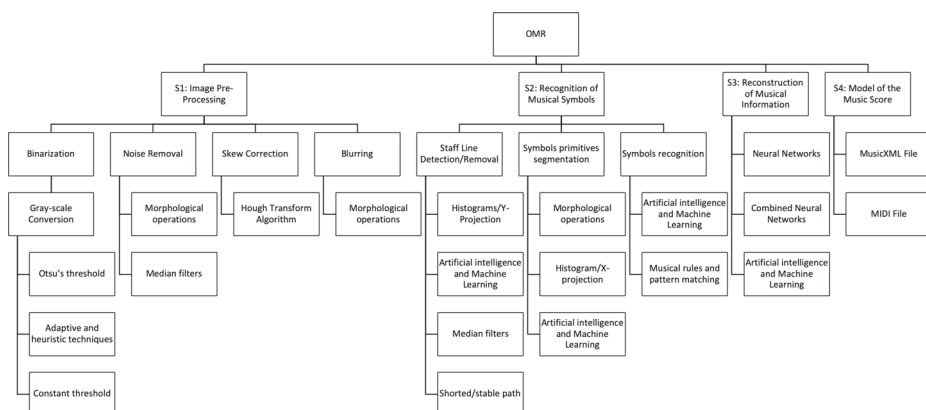 OMR
S1: Image Pre-
Processing
S2: Recognition of
Musical Symbols
S3: Reconstruction
of Musical
Information
S4: Model of the
Music Score
Binarization
Noise Removal
Skew Correction
Blurring
Staff Line
Detection/Removal
Symbols primitives
segmentation
Symbols recognition
Neural Networks
MusicXML File
Gray-scale
Conversion
Morphological
operations
Hough Transform
Algorithm
Morphological
operations
Histograms/Y-
Projection
Morphological
operations
Artificial intelligence
and Machine
Learning
Combined Neural
Networks
MIDI File
Otsu's threshold
Median filters
Artificial intelligence
and Machine
Learning
Histogram/X-
projection
Musical rules and
pattern matching
Artificial intelligence
and Machine
Learning
Adaptive and
heuristic techniques
Median filters
Artificial intelligence
and Machine
Learning
Constant threshold
Shorted/stable path